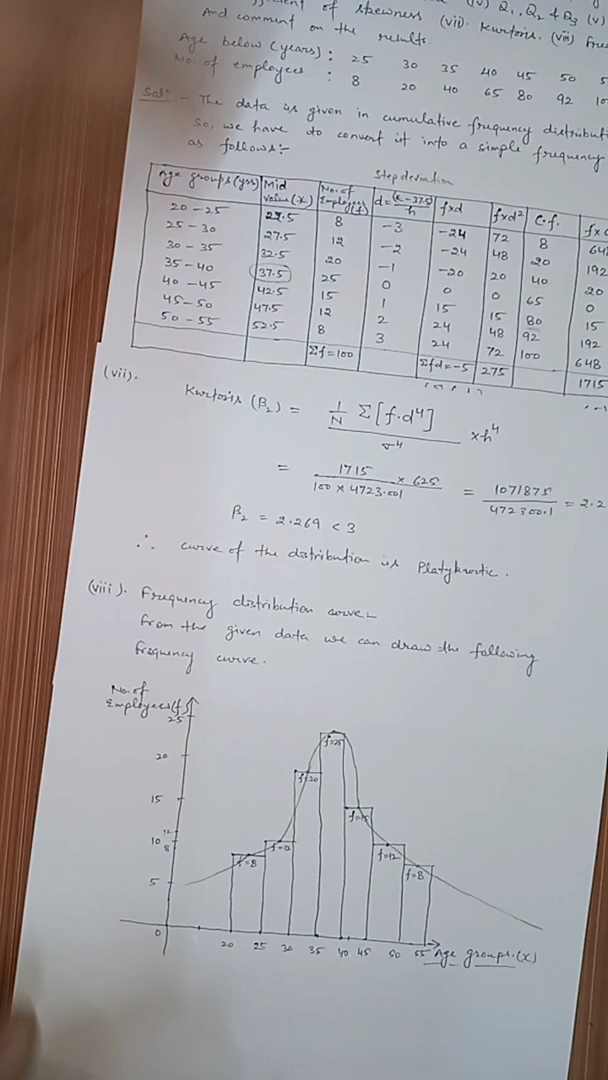 of skewness (vii). Kurtosis. (viii)
(iv) Q1, Q2 & Q3 (v)
And comment on the results.
Age below (years): 25 30 35 40 45 50
No. of employees : 8 20 40 65 80 92
Solⁿ:- The data is given in cumulative frequency
So, we have to convert it into a simple frequency
as follows:-
Step deviation
Age groups(yrs) Mid value(x) No. of Employees(f) d=(x-37.5)/h fxd fxd² c.f.
20-25 22.5 8 -3 -24 72 8 648
25-30 27.5 12 -2 -24 48 20 192
30-35 32.5 20 -1 -20 20 40 20
35-40 37.5 25 0 0 0 65 0
40-45 42.5 15 1 15 15 80 15
45-50 47.5 12 2 24 48 92 192
50-55 52.5 8 3 24 72 100 648
Σf=100 Σfd=-5 275 1715
(vii).
Kurtosis (β₂) = 1/N Σ[f.d⁴] / σ⁴ ×h⁴
= 1715 × 625 / 100 × 4723.001 = 1071875 / 472300.1 = 2.2
β₂ = 2.269 < 3
∴ curve of the distribution is Platykurtic.
(viii). Frequency distribution curve-
From the given data we can draw the following
frequency curve.
No. of
Employees(f)
25
20
15
12
10
8
5
0
f=8 f=12 f=20 f=25 f=15 f=12 f=8
20 25 30 35 40 45 50 55 Age groups.(x)